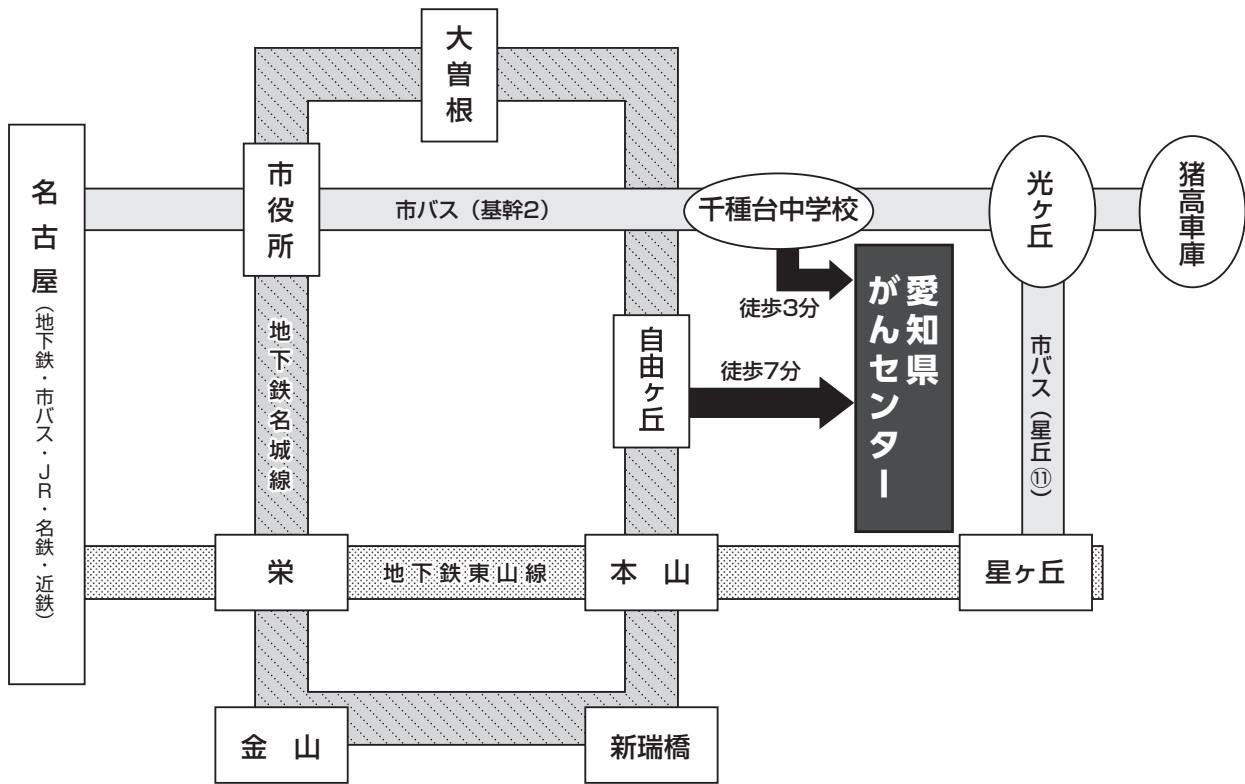 大曽根
名古屋(地下鉄・市バス・JR・名鉄・近鉄)
市役所
市バス(基幹2)
千種台中学校
光ヶ丘
猪高車庫
徒歩3分
愛知県
がんセンター
地下鉄名城線
自由ヶ丘
徒歩7分
市バス(星丘⑪)
栄
地下鉄東山線
本山
星ヶ丘
金山
新瑞橋